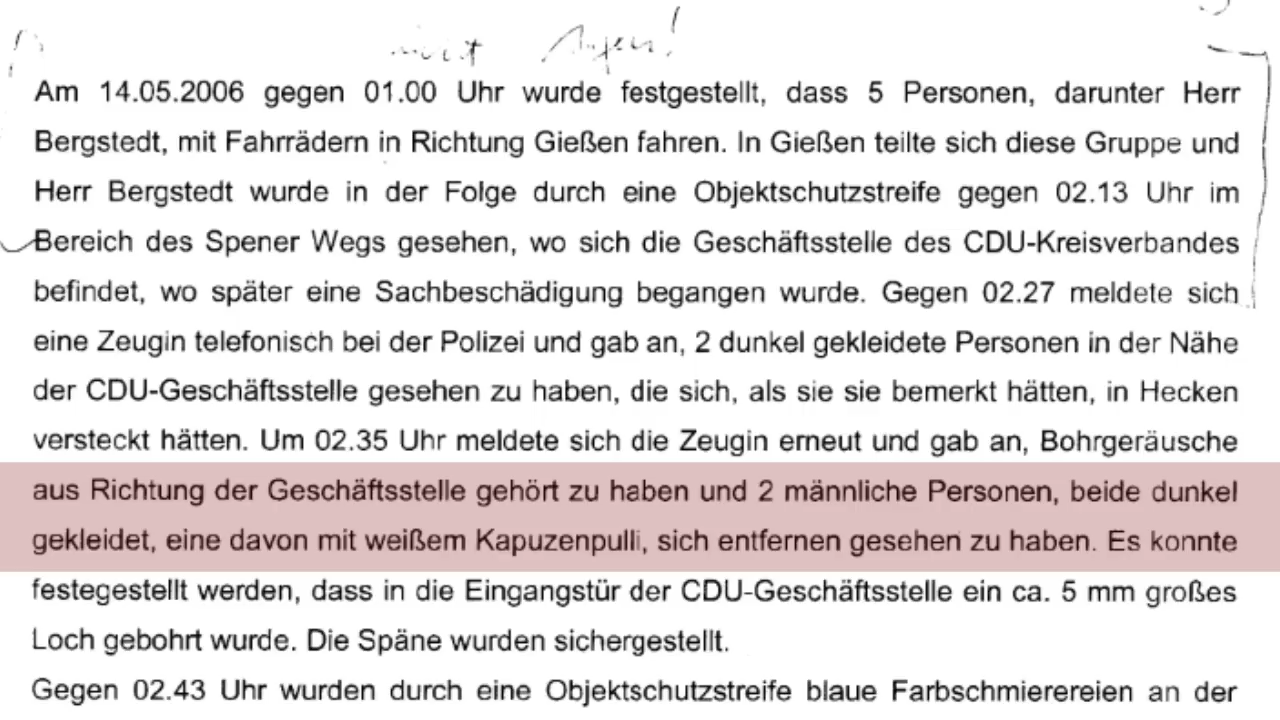 Am 14.05.2006 gegen 01.00 Uhr wurde festgestellt, dass 5 Personen, darunter Herr
Bergstedt, mit Fahrrädern in Richtung Gießen fahren. In Gießen teilte sich diese Gruppe und
Herr Bergstedt wurde in der Folge durch eine Objektschutzstreife gegen 02.13 Uhr im
Bereich des Spener Wegs gesehen, wo sich die Geschäftsstelle des CDU-Kreisverbandes
befindet, wo später eine Sachbeschädigung begangen wurde. Gegen 02.27 meldete sich
eine Zeugin telefonisch bei der Polizei und gab an, 2 dunkel gekleidete Personen in der Nähe
der CDU-Geschäftsstelle gesehen zu haben, die sich, als sie sie bemerkt hätten, in Hecken
versteckt hätten. Um 02.35 Uhr meldete sich die Zeugin erneut und gab an, Bohrgeräusche
aus Richtung der Geschäftsstelle gehört zu haben und 2 männliche Personen, beide dunkel
gekleidet, eine davon mit weißem Kapuzenpulli, sich entfernen gesehen zu haben. Es konnte
festegestellt werden, dass in die Eingangstür der CDU-Geschäftsstelle ein ca. 5 mm großes
Loch gebohrt wurde. Die Späne wurden sichergestellt.
Gegen 02.43 Uhr wurden durch eine Objektschutzstreife blaue Farbschmierereien an der